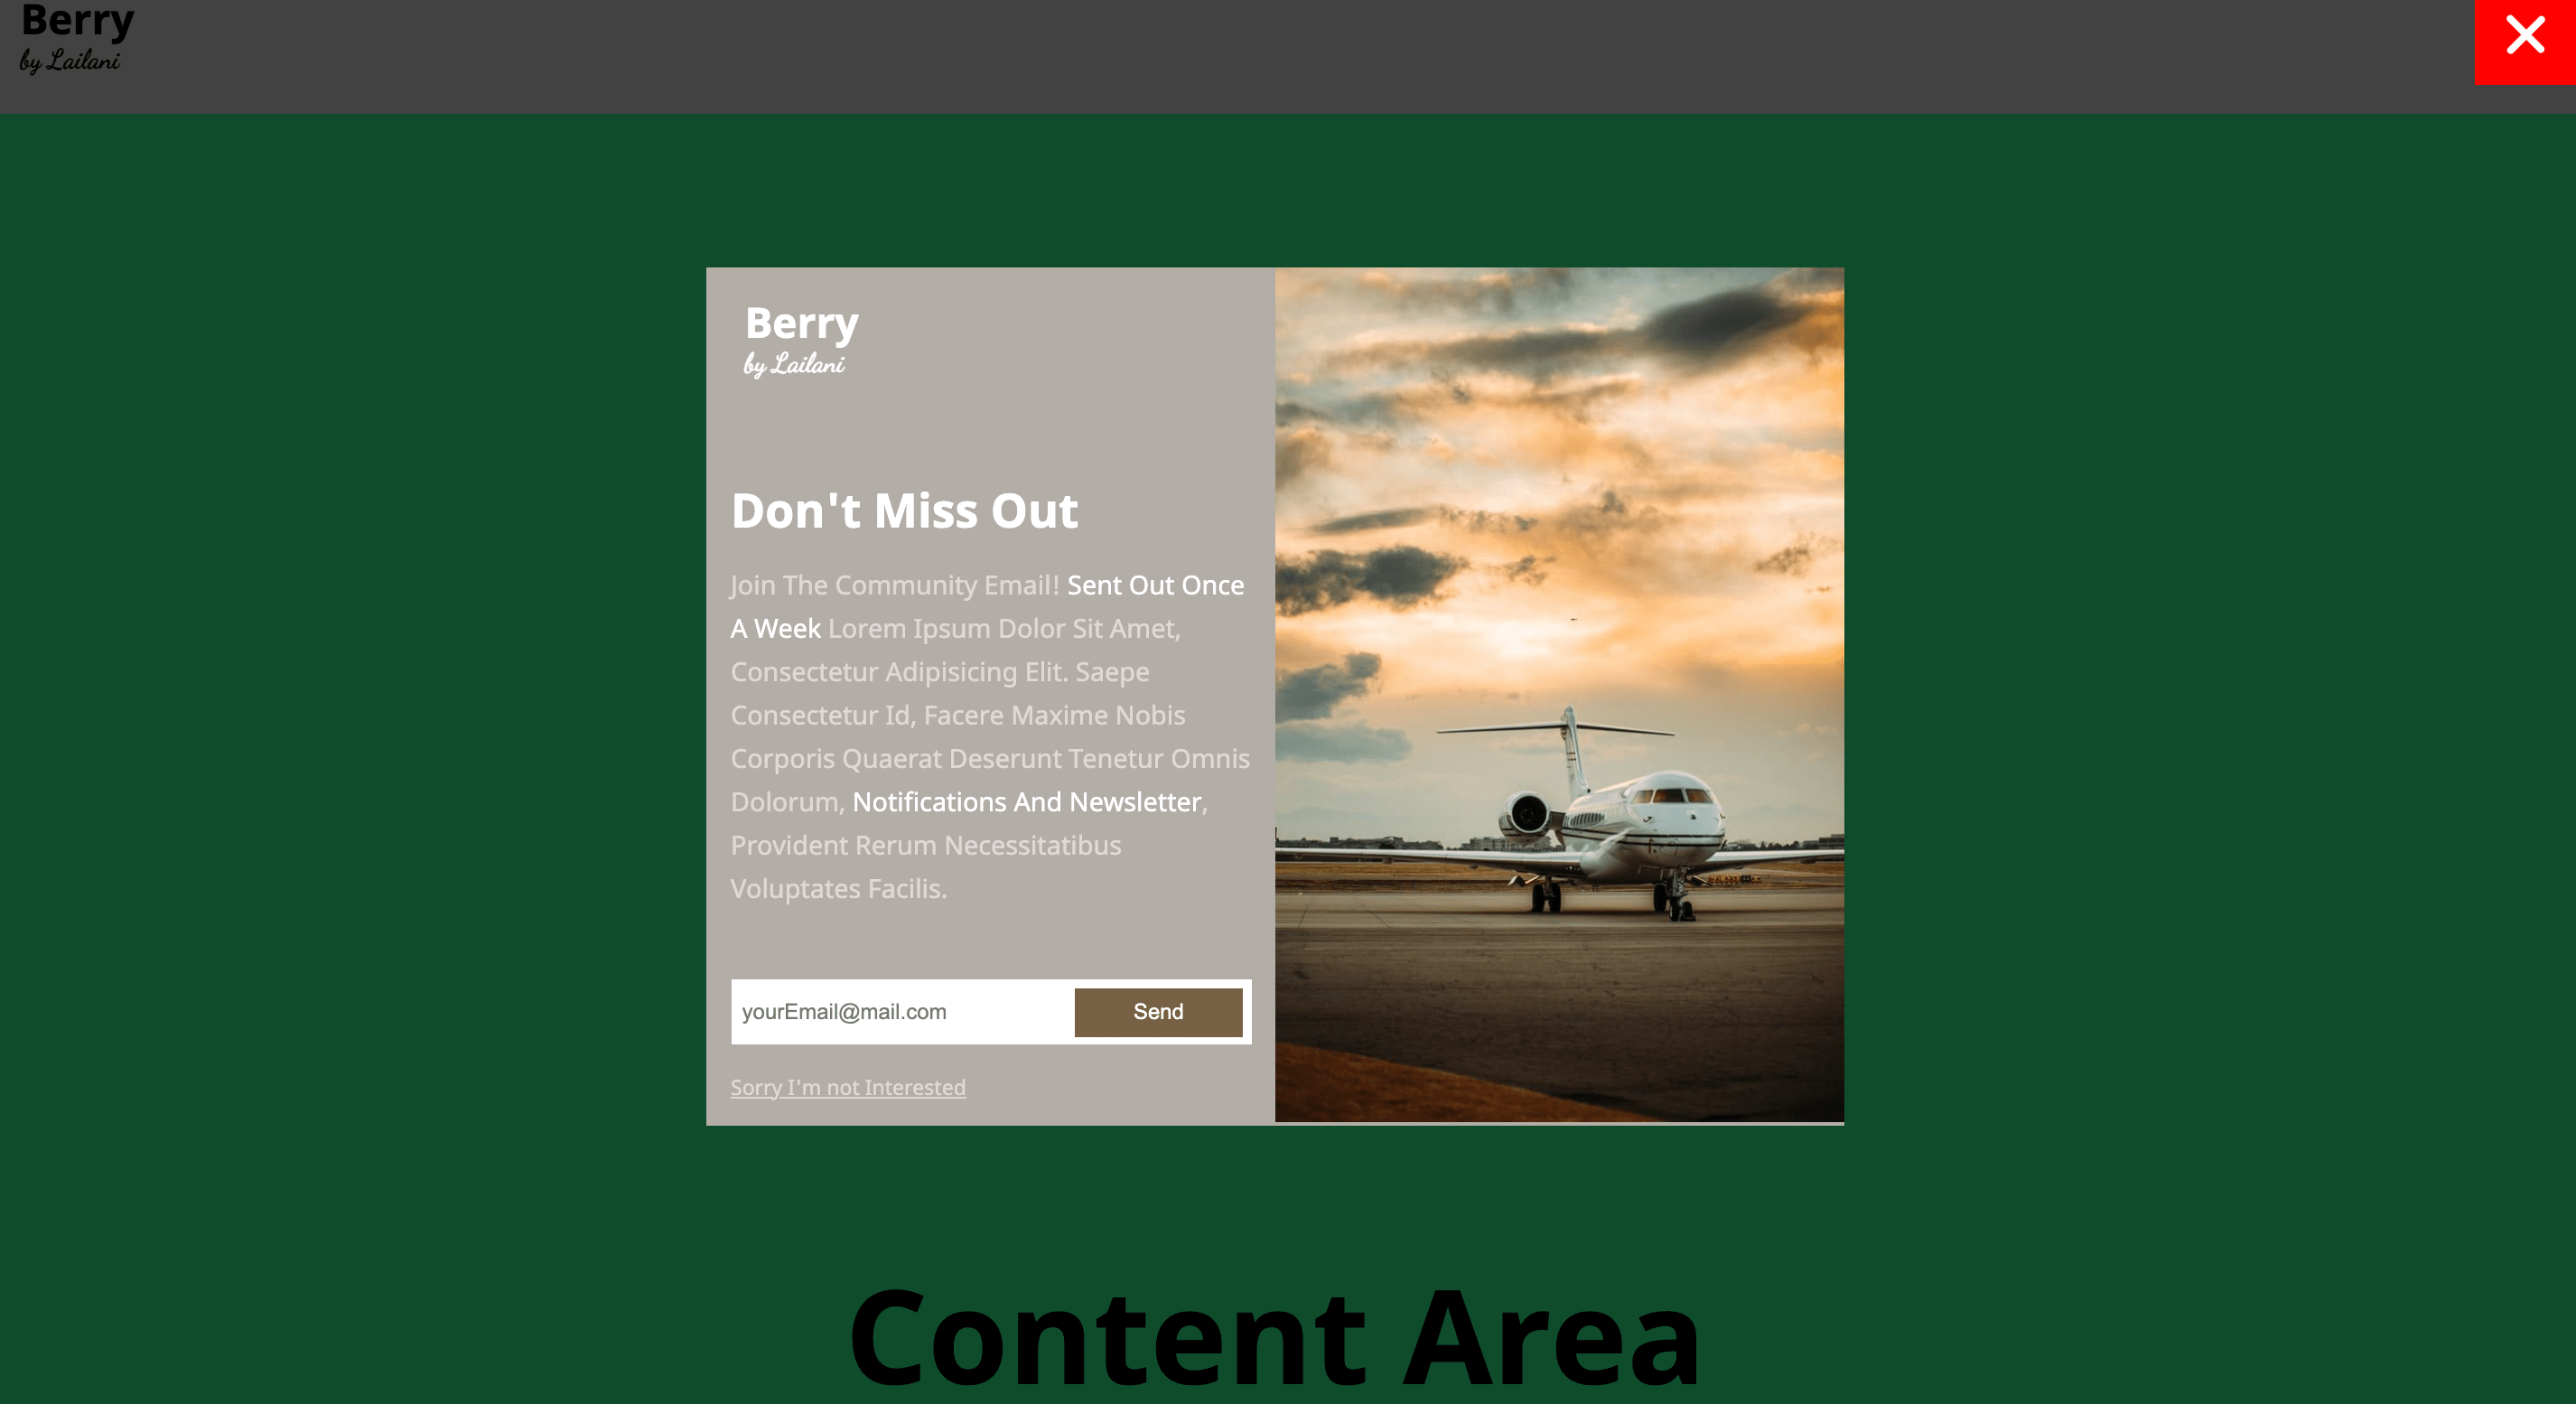 Berry
by Lailani
Berry
by Lailani
Don't Miss Out
Join The Community Email! Sent Out Once
A Week Lorem Ipsum Dolor Sit Amet,
Consectetur Adipisicing Elit. Saepe
Consectetur Id, Facere Maxime Nobis
Corporis Quaerat Deserunt Tenetur Omnis
Dolorum, Notifications And Newsletter,
Provident Rerum Necessitatibus
Voluptates Facilis.
yourEmail@mail.com
Send
Sorry I'm not Interested
Content Area